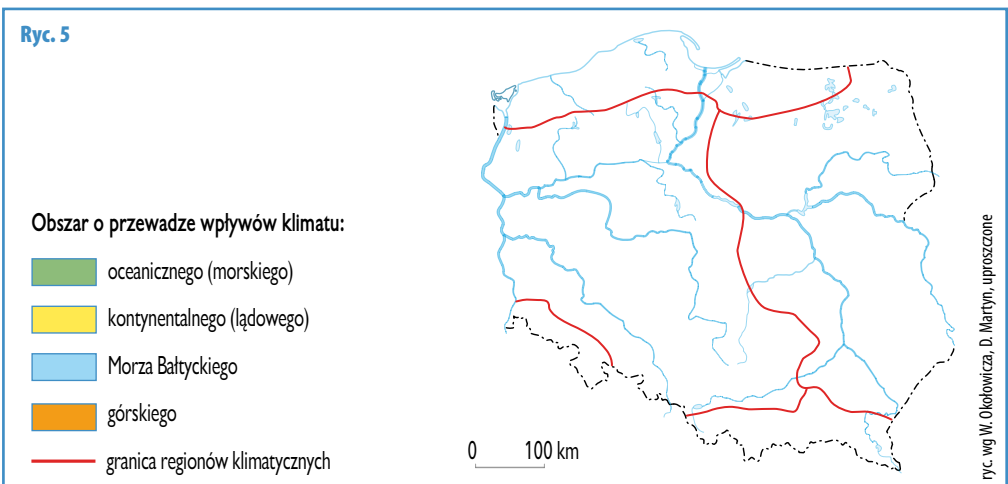 Ryc. 5
Obszar o przewadze wpływów klimatu:
oceanicznego (morskiego)
kontynentalnego (lądowego)
Morza Bałtyckiego
górskiego
granica regionów klimatycznych
0 100 km
ryc. wg W. Okołowicza, D. Martyn, uproszczone